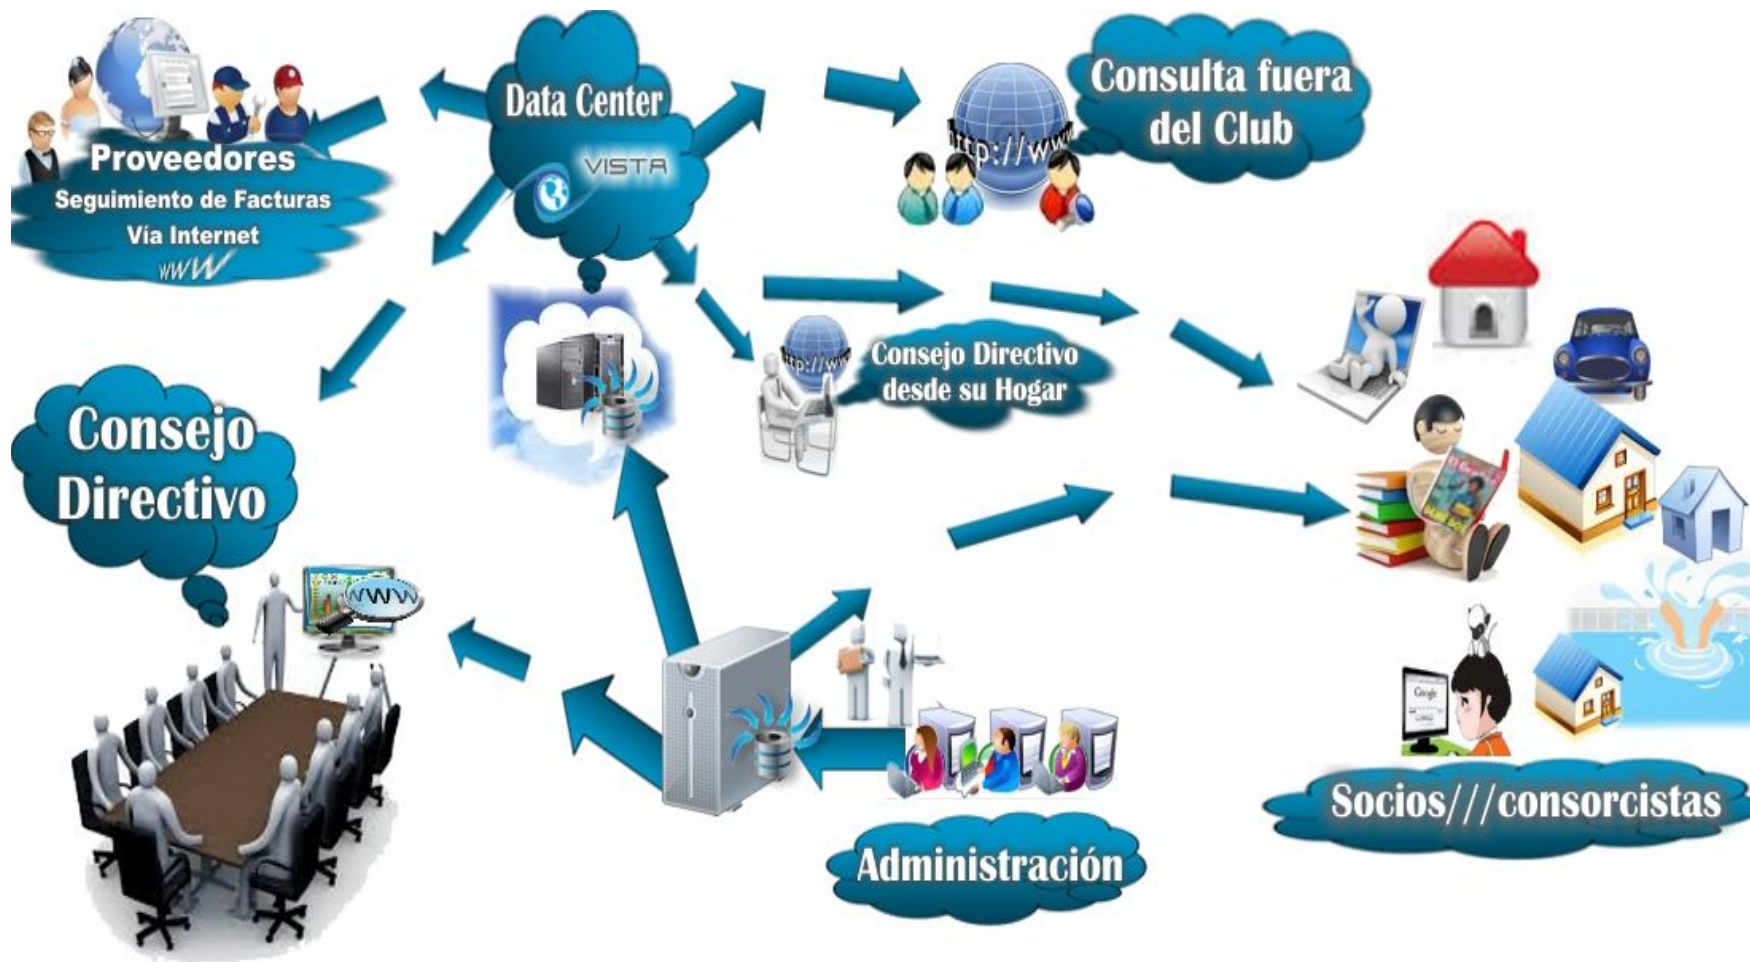 Proveedores
Seguimiento de Facturas
Vía Internet
www
Data Center
VISTA
Consulta fuera
del Club
http://www
Consejo Directivo
desde su Hogar
Consejo
Directivo
WWW
Google
Administración
Socios///consorcistas